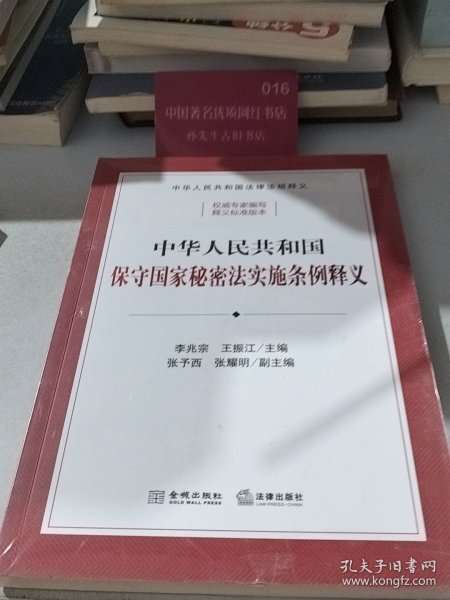 5分
016
中国著名优质网红书店
孙先生古旧书店
中华人民共和国法律法规释义
权威专家编写
释义标准版本
中华人民共和国
保守国家秘密法实施条例释义
李兆宗 王振江/主编
张予西 张耀明/副主编
金城出版社
GOLD WALL PRESS
法律出版社
LAW PRESS·CHINA
孔夫子旧书网
www.kongfz.com